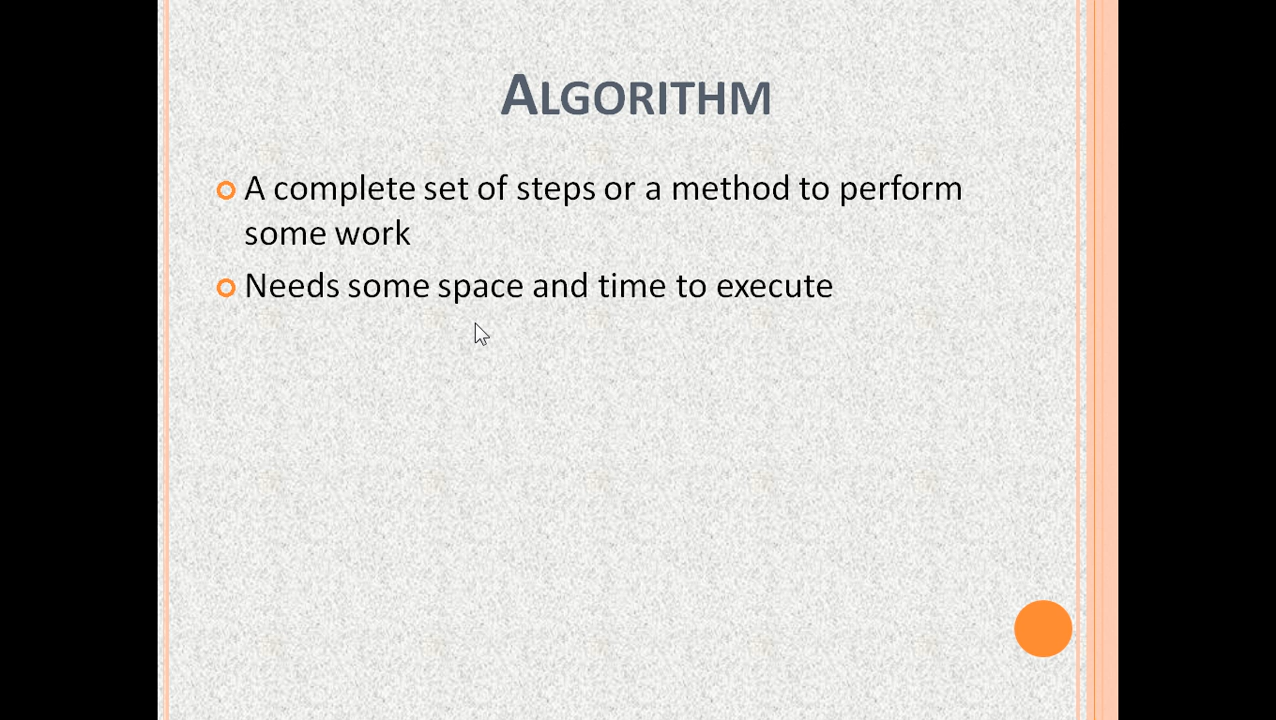 ALGORITHM
A complete set of steps or a method to perform
some work
Needs some space and time to execute